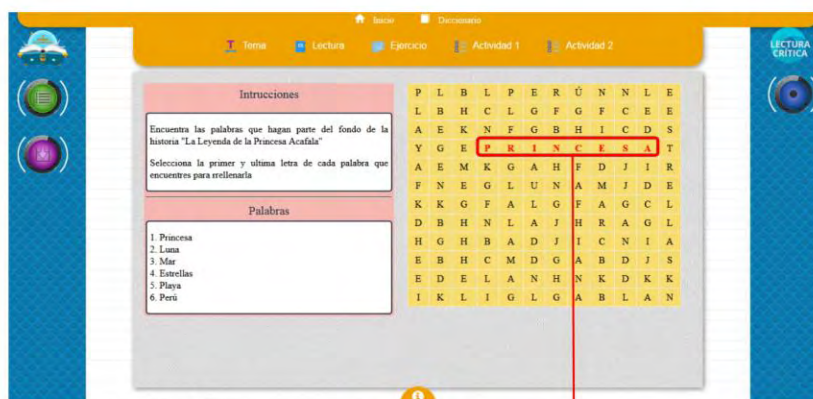 Inicio Diccionario
Tema Lectura Ejercicio Actividad 1 Actividad 2
LECTURA
CRÍTICA
Intrucciones
Encuentra las palabras que hagan parte del fondo de la
historia "La Leyenda de la Princesa Acafala"
Selecciona la primer y ultima letra de cada palabra que
encuentres para rrellenarla
Palabras
1. Princesa
2. Luna
3. Mar
4. Estrellas
5. Playa
6. Perú
P L B L P E R Ú N N L E
L B H C L G F G F C E E
A E K N F G B H I C D S
Y G E P R I N C E S A T
A E M K G A H F D J I R
F N E G L U N A M J D E
K K G F A L G F A G C L
D B H N L A J H R A G L
H G H B A D J I C N I A
E B H C M D G A B D J S
E D E L A N H N K D K K
I K L I G L G A B L A N